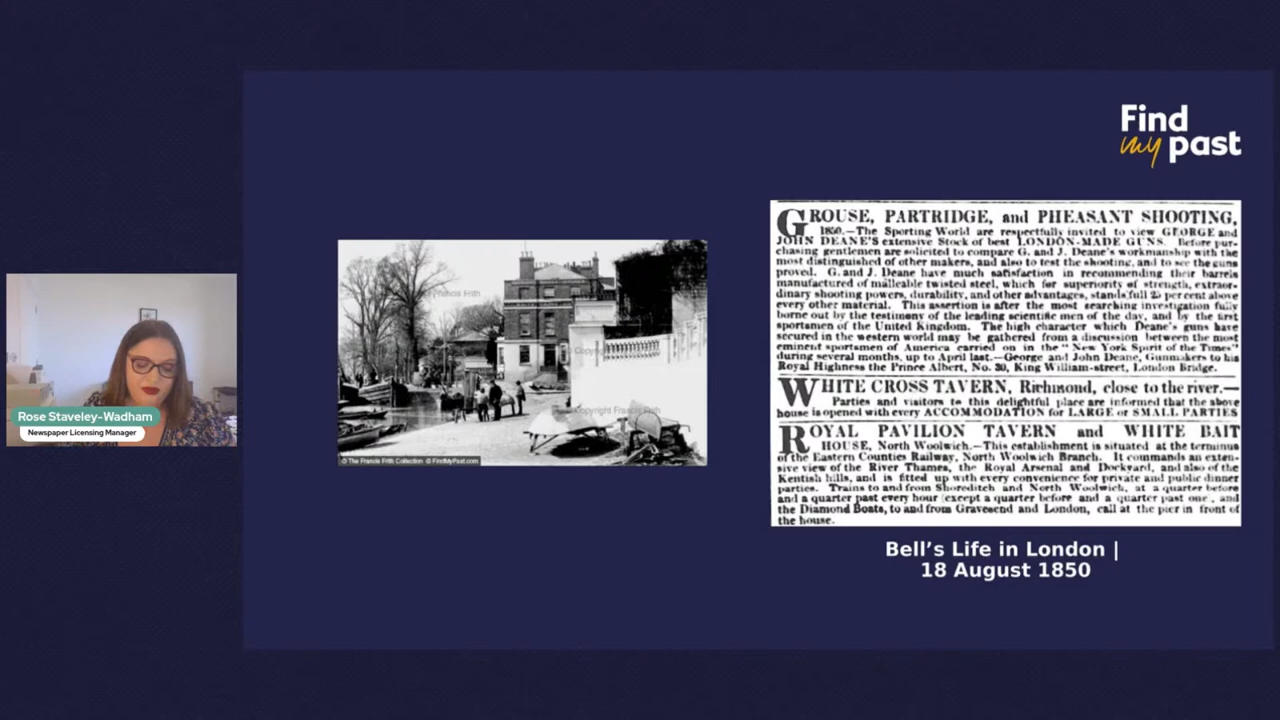 Find
my past
GROUSE, PARTRIDGE, and PHEASANT SHOOTING,
1850.—The Sporting World are respectfully invited to view GEORGE and
JOHN DEANE'S extensive Stock of best LONDON-MADE GUNS. Before pur-
chasing gentlemen are solicited to compare G. and J. Deane's workmanship with the
most distinguished of other makers, and also to test the shooting, and to see the guns
proved. G. and J. Deane have much satisfaction in recommending their barrels
manufactured of malleable twisted steel, which for superiority of strength, extraor-
dinary shooting powers, durability, and other advantages, stands full 25 per cent above
every other material. This assertion is after the most searching investigation fully
borne out by the testimony of the leading scientific men of the day, and by the first
sportsmen of the United Kingdom. The high character which Deane's guns have
secured in the western world may be gathered from a discussion between the most
eminent sportsmen of America carried on in the "New York Spirit of the Times"
during several months, up to April last.—George and John Deane, Gunmakers to his
Royal Highness the Prince Albert, No. 30, King William-street, London Bridge.
WHITE CROSS TAVERN, Richmond, close to the river.—
Parties and visitors to this delightful place are informed that the above
house is opened with every ACCOMMODATION for LARGE or SMALL PARTIES
ROYAL PAVILION TAVERN and WHITE BAIT
HOUSE, North Woolwich.—This establishment is situated at the terminus
of the Eastern Counties Railway, North Woolwich Branch. It commands an exten-
sive view of the River Thames, the Royal Arsenal and Dockyard, and also of the
Kentish hills, and is fitted up with every convenience for private and public dinner
parties. Trains to and from Shoreditch and North Woolwich, at a quarter before
and a quarter past every hour (except a quarter before and a quarter past one), and
the Diamond Boats, to and from Gravesend and London, call at the pier in front of
the house.
Bell's Life in London |
18 August 1850
Francis Frith
Copyright Francis Frith
© The Francis Frith Collection © FindMyPast.com
Rose Staveley-Wadham
Newspaper Licensing Manager